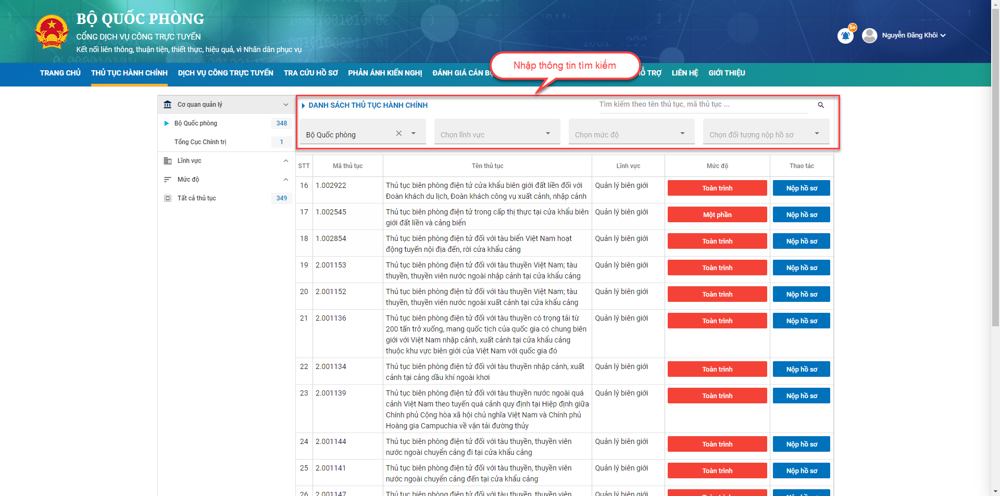 BỘ QUỐC PHÒNG
CỔNG DỊCH VỤ CÔNG TRỰC TUYẾN
Kết nối liên thông, thuận tiện, thiết thực, hiệu quả, vì Nhân dân phục vụ
5+
Nguyễn Đăng Khôi
TRANG CHỦ THỦ TỤC HÀNH CHÍNH DỊCH VỤ CÔNG TRỰC TUYẾN TRA CỨU HỒ SƠ PHẢN ÁNH KIẾN NGHỊ ĐÁNH GIÁ CÁN BỘ HỖ TRỢ LIÊN HỆ GIỚI THIỆU
Nhập thông tin tìm kiếm
Cơ quan quản lý
Bộ Quốc phòng 348
Tổng Cục Chính trị 1
Lĩnh vực
Mức độ
Tất cả thủ tục 349
DANH SÁCH THỦ TỤC HÀNH CHÍNH
Tìm kiếm theo tên thủ tục, mã thủ tục ...
Bộ Quốc phòng Chọn lĩnh vực Chọn mức độ Chọn đối tượng nộp hồ sơ
STT Mã thủ tục Tên thủ tục Lĩnh vực Mức độ Thao tác
16 1.002922 Thủ tục biên phòng điện tử cửa khẩu biên giới đất liền đối với Quản lý biên giới Toàn trình Nộp hồ sơ
Đoàn khách du lịch, Đoàn khách công vụ xuất cảnh, nhập cảnh
17 1.002545 Thủ tục biên phòng điện tử trong cấp thị thực tại cửa khẩu biên Quản lý biên giới Một phần Nộp hồ sơ
giới đất liền và cảng biển
18 1.002854 Thủ tục biên phòng điện tử đối với tàu biển Việt Nam hoạt Quản lý biên giới Toàn trình Nộp hồ sơ
động tuyến nội địa đến, rời cửa khẩu cảng
19 2.001153 Thủ tục biên phòng điện tử đối với tàu thuyền Việt Nam; tàu Quản lý biên giới Toàn trình Nộp hồ sơ
thuyền, thuyền viên nước ngoài nhập cảnh tại cửa khẩu cảng
20 2.001152 Thủ tục biên phòng điện tử đối với tàu thuyền Việt Nam; tàu Quản lý biên giới Toàn trình Nộp hồ sơ
thuyền, thuyền viên nước ngoài xuất cảnh tại cửa khẩu cảng
21 2.001136 Thủ tục biên phòng điện tử đối với tàu thuyền có trọng tải từ Quản lý biên giới Toàn trình Nộp hồ sơ
200 tấn trở xuống, mang quốc tịch của quốc gia có chung biên
giới với Việt Nam nhập cảnh, xuất cảnh tại cửa khẩu cảng
thuộc khu vực biên giới của Việt Nam với quốc gia đó
22 2.001134 Thủ tục biên phòng điện tử đối với tàu thuyền nhập cảnh, xuất Quản lý biên giới Toàn trình Nộp hồ sơ
cảnh tại cảng dầu khí ngoài khơi
23 2.001139 Thủ tục biên phòng điện tử đối với tàu thuyền nước ngoài quá Quản lý biên giới Toàn trình Nộp hồ sơ
cảnh Việt Nam theo tuyến quá cảnh quy định tại Hiệp định giữa
Chính phủ Cộng hòa xã hội chủ nghĩa Việt Nam và Chính phủ
Hoàng gia Campuchia về vận tải đường thủy
24 2.001144 Thủ tục biên phòng điện tử đối với tàu thuyền, thuyền viên Quản lý biên giới Toàn trình Nộp hồ sơ
nước ngoài chuyển cảng đi tại cửa khẩu cảng
25 2.001141 Thủ tục biên phòng điện tử đối với tàu thuyền, thuyền viên Quản lý biên giới Toàn trình Nộp hồ sơ
nước ngoài chuyển cảng đến tại cửa khẩu cảng
26 2.001147 Thủ tục biên phòng điện tử đối với tàu thuyền, thuyền viên Quản lý biên giới